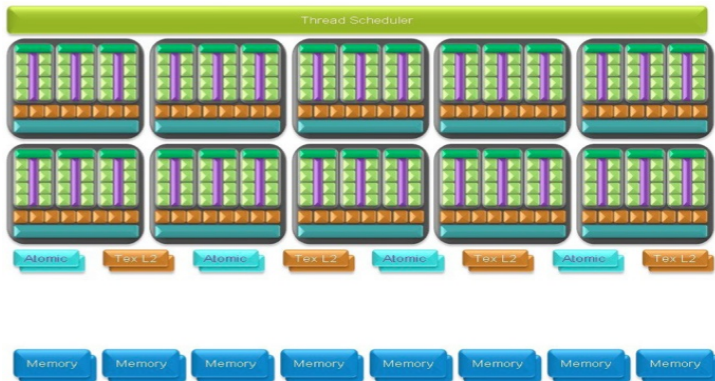 Thread Scheduler
Atomic Tex L2 Atomic Tex L2 Atomic Tex L2 Atomic Tex L2
Memory Memory Memory Memory Memory Memory Memory Memory